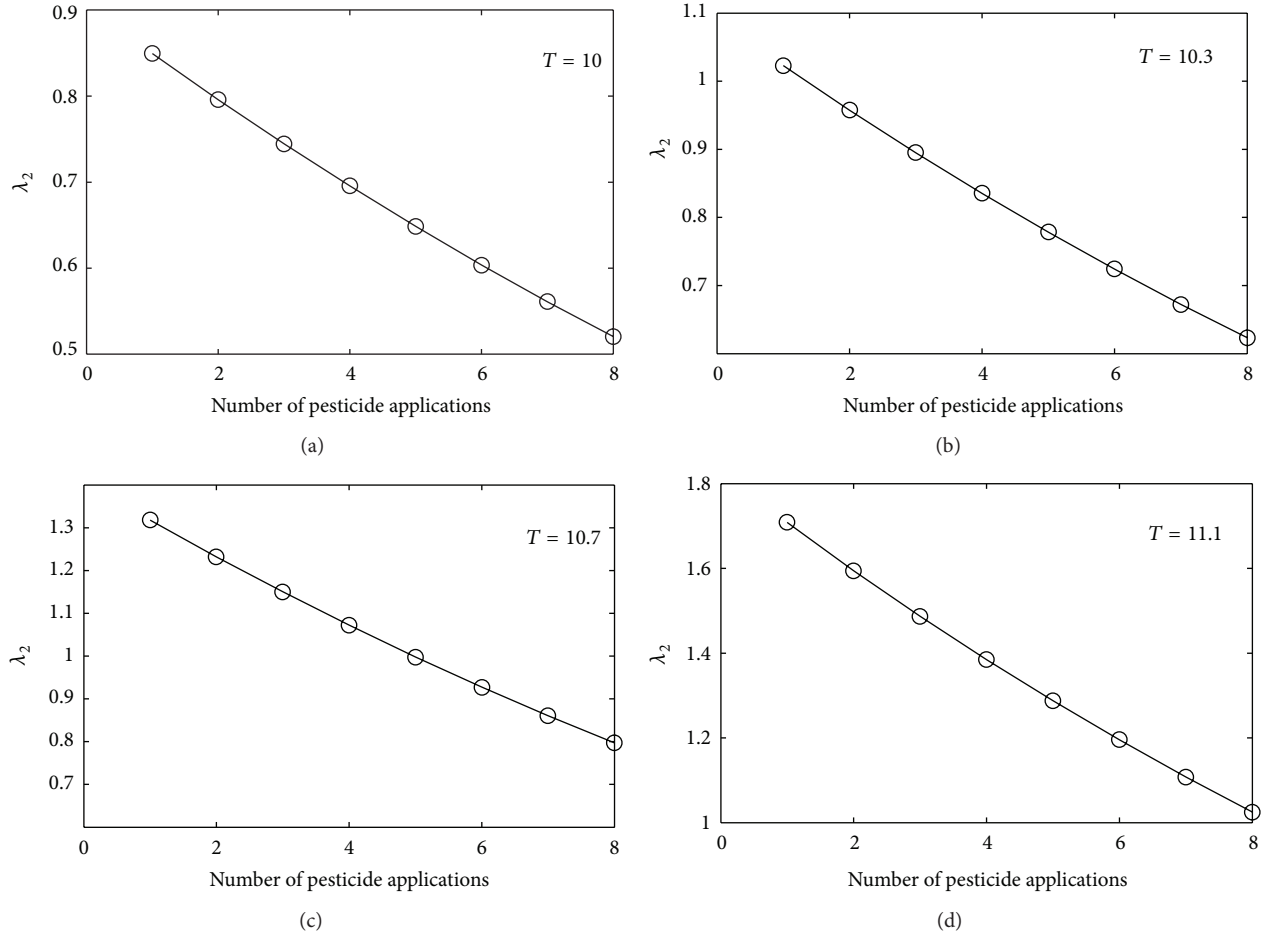 0.9
0.8
0.7
0.6
0.5
λ2
T = 10
0 2 4 6 8
Number of pesticide applications
(a)
1.1
1
0.9
0.8
0.7
λ2
T = 10.3
0 2 4 6 8
Number of pesticide applications
(b)
1.3
1.2
1.1
1
0.9
0.8
0.7
λ2
T = 10.7
0 2 4 6 8
Number of pesticide applications
(c)
1.8
1.6
1.4
1.2
1
λ2
T = 11.1
0 2 4 6 8
Number of pesticide applications
(d)